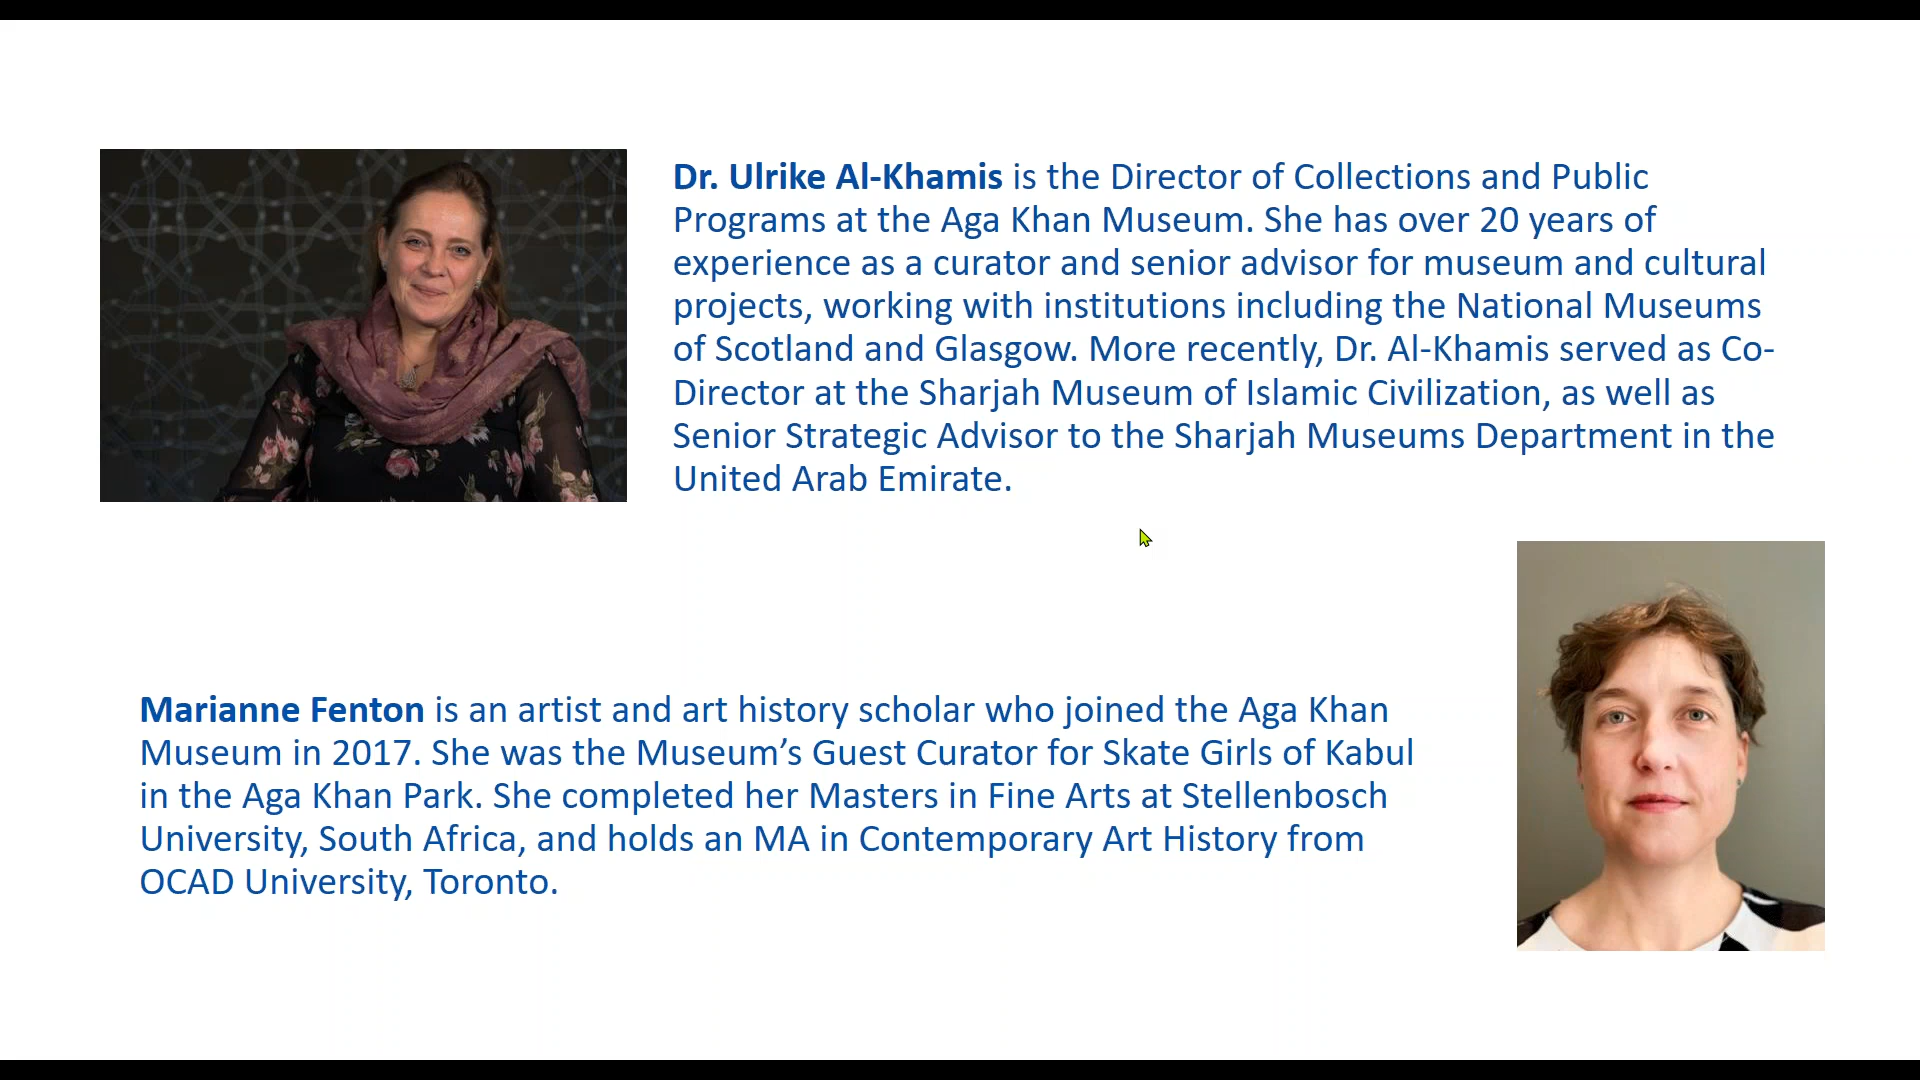 Dr. Ulrike Al-Khamis is the Director of Collections and Public
Programs at the Aga Khan Museum. She has over 20 years of
experience as a curator and senior advisor for museum and cultural
projects, working with institutions including the National Museums
of Scotland and Glasgow. More recently, Dr. Al-Khamis served as Co-
Director at the Sharjah Museum of Islamic Civilization, as well as
Senior Strategic Advisor to the Sharjah Museums Department in the
United Arab Emirate.
Marianne Fenton is an artist and art history scholar who joined the Aga Khan
Museum in 2017. She was the Museum’s Guest Curator for Skate Girls of Kabul
in the Aga Khan Park. She completed her Masters in Fine Arts at Stellenbosch
University, South Africa, and holds an MA in Contemporary Art History from
OCAD University, Toronto.